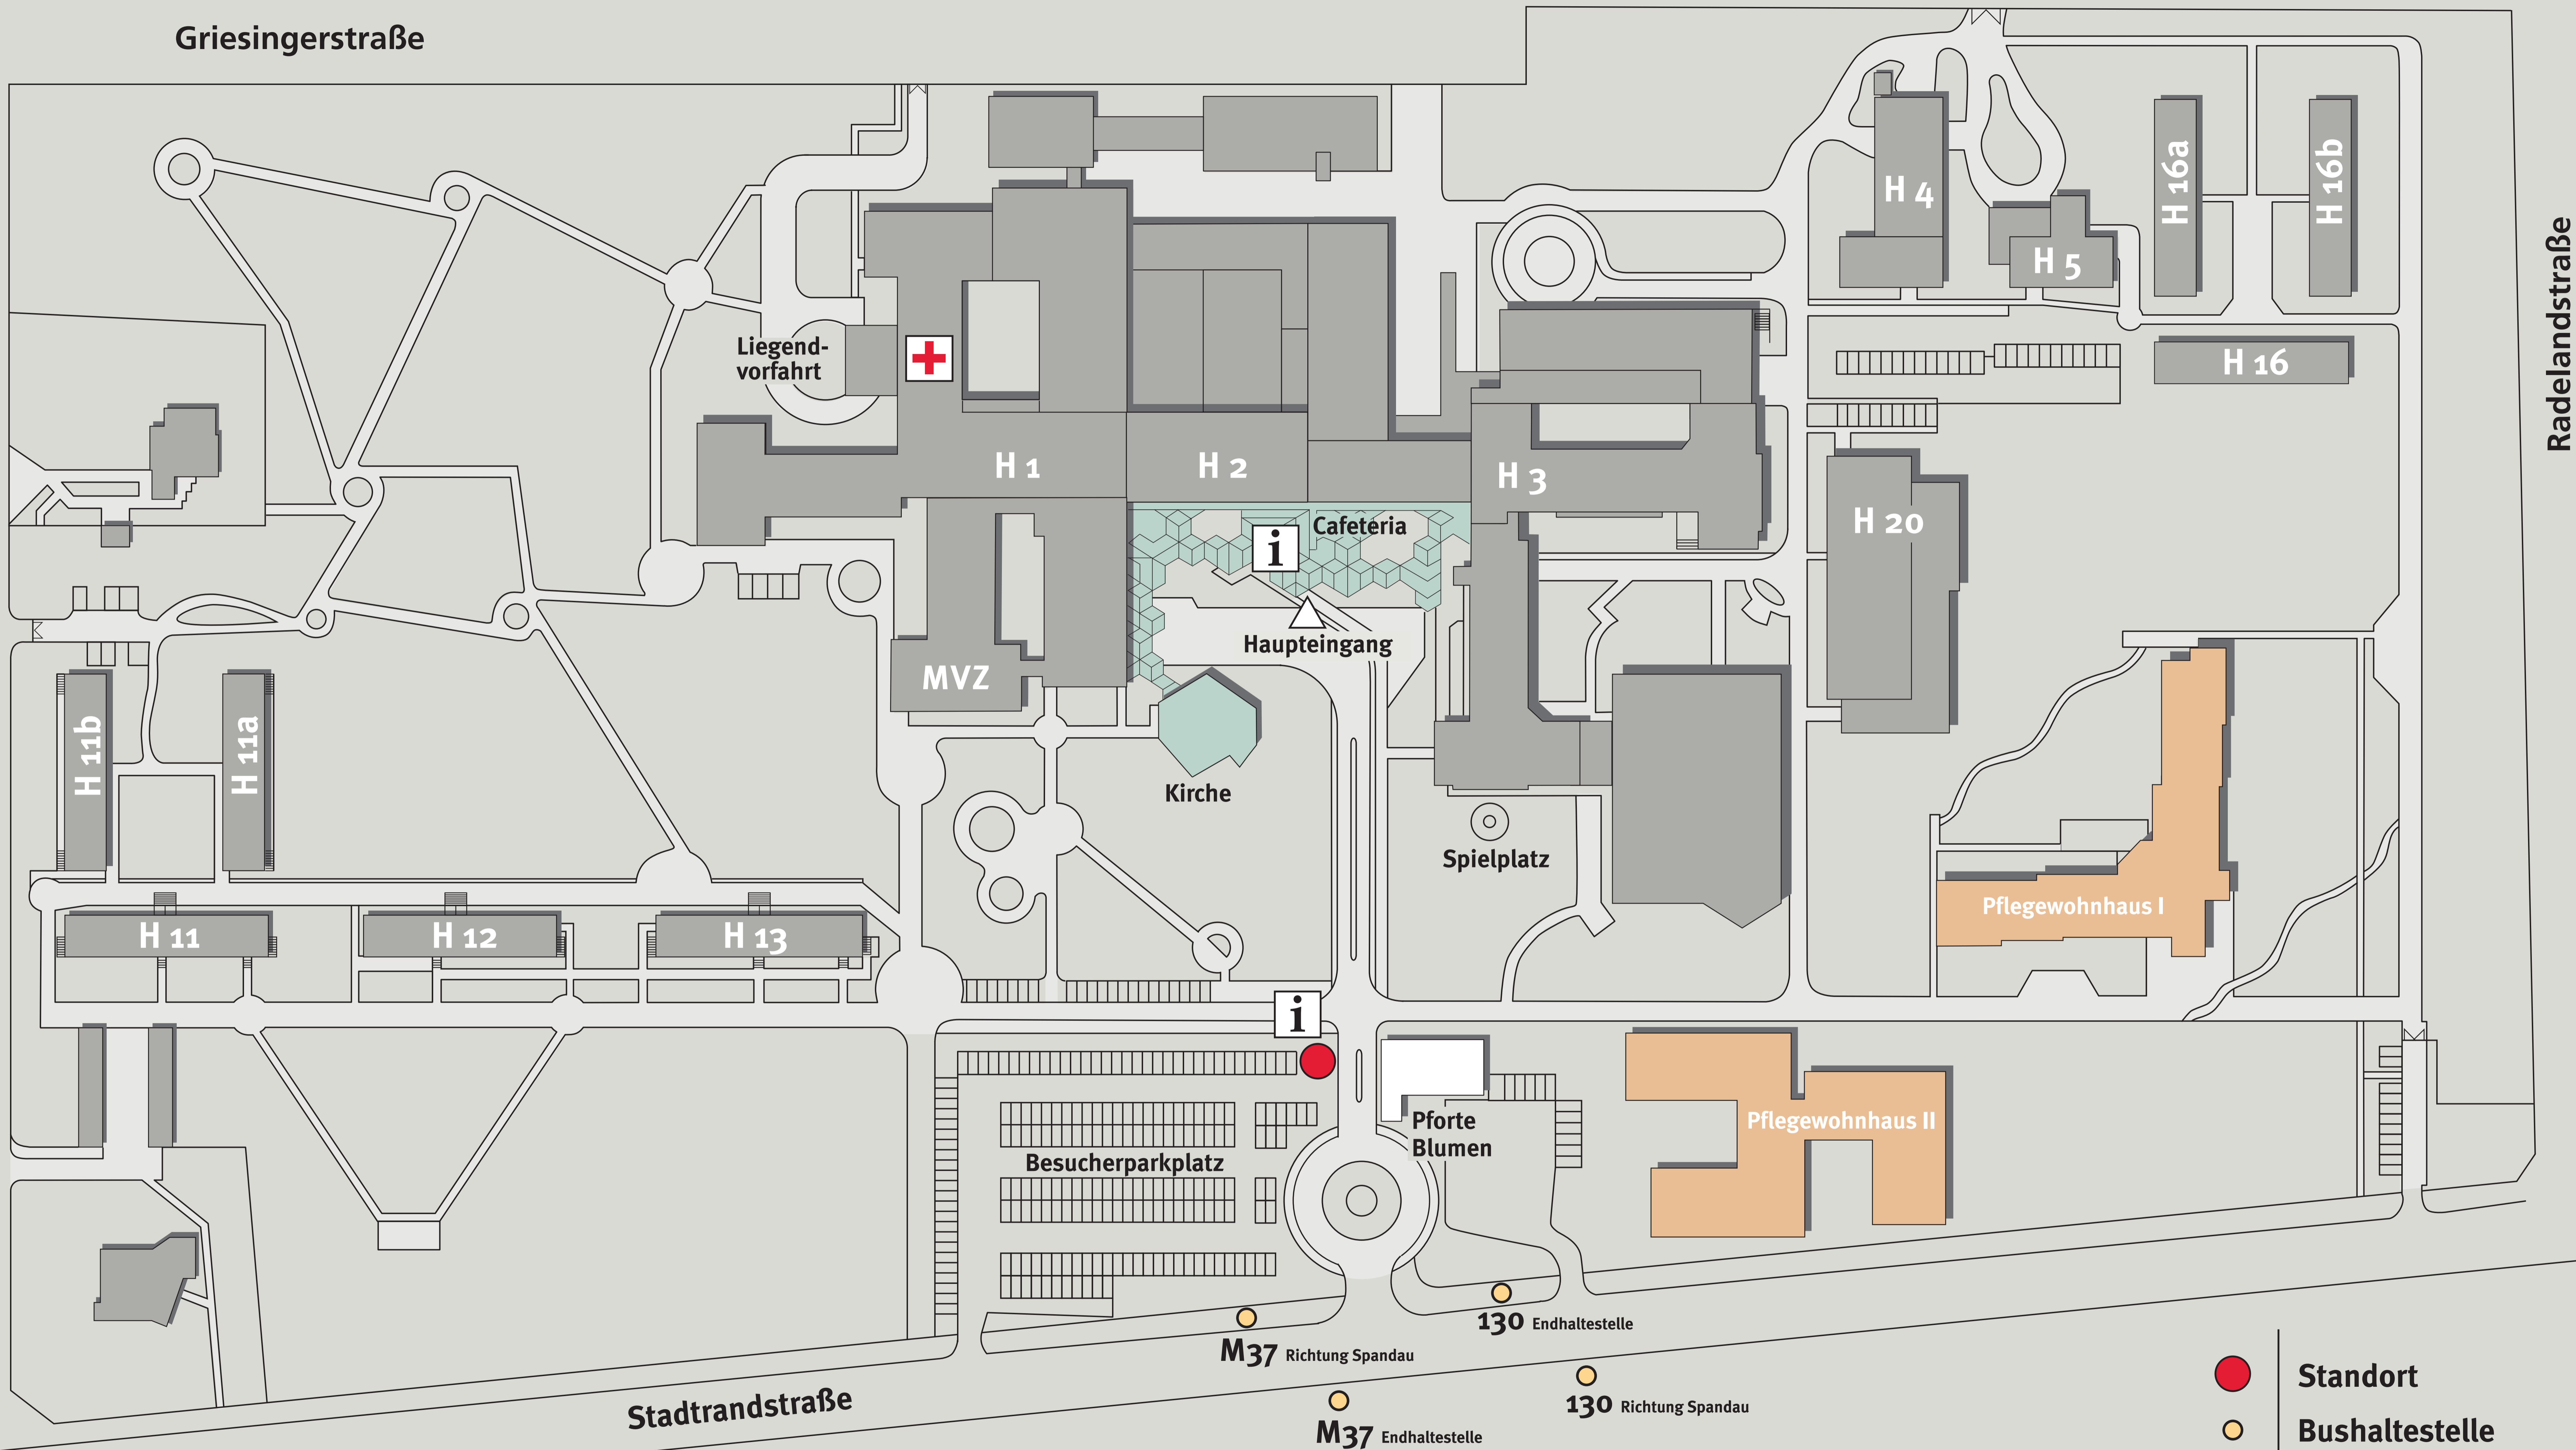 Griesingerstraße
Radelandstraße
H 4
H 5
H 16a
H 16b
H 16
Liegend-
vorfahrt
H 1
H 2
H 3
H 20
i
Cafeteria
Haupteingang
MVZ
Kirche
Spielplatz
H 11b
H 11a
H 11
H 12
H 13
Pflegewohnhaus I
i
Pforte
Blumen
Pflegewohnhaus II
Besucherparkplatz
130 Endhaltestelle
M37 Richtung Spandau
130 Richtung Spandau
M37 Endhaltestelle
Stadtrandstraße
Standort
Bushaltestelle